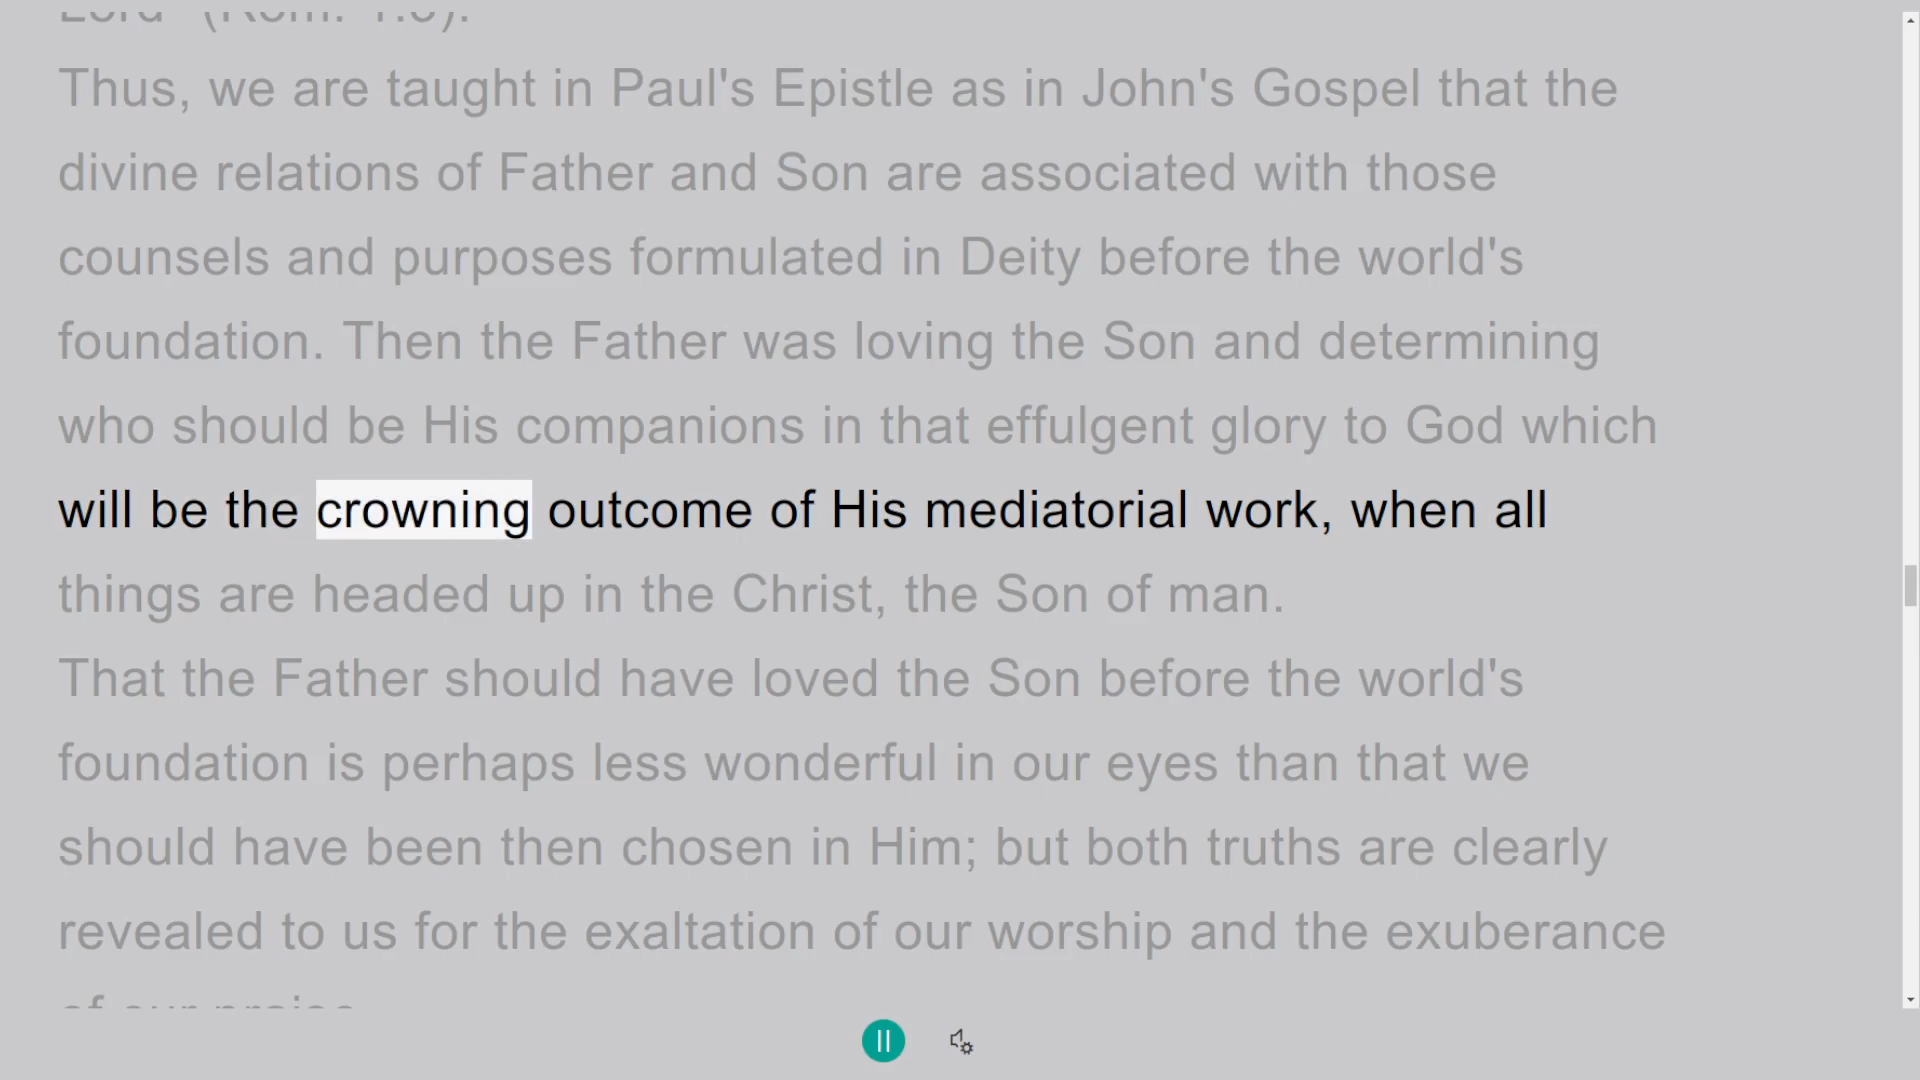 Thus, we are taught in Paul's Epistle as in John's Gospel that the
divine relations of Father and Son are associated with those
counsels and purposes formulated in Deity before the world's
foundation. Then the Father was loving the Son and determining
who should be His companions in that effulgent glory to God which
will be the crowning outcome of His mediatorial work, when all
things are headed up in the Christ, the Son of man.
That the Father should have loved the Son before the world's
foundation is perhaps less wonderful in our eyes than that we
should have been then chosen in Him; but both truths are clearly
revealed to us for the exaltation of our worship and the exuberance
of our praise